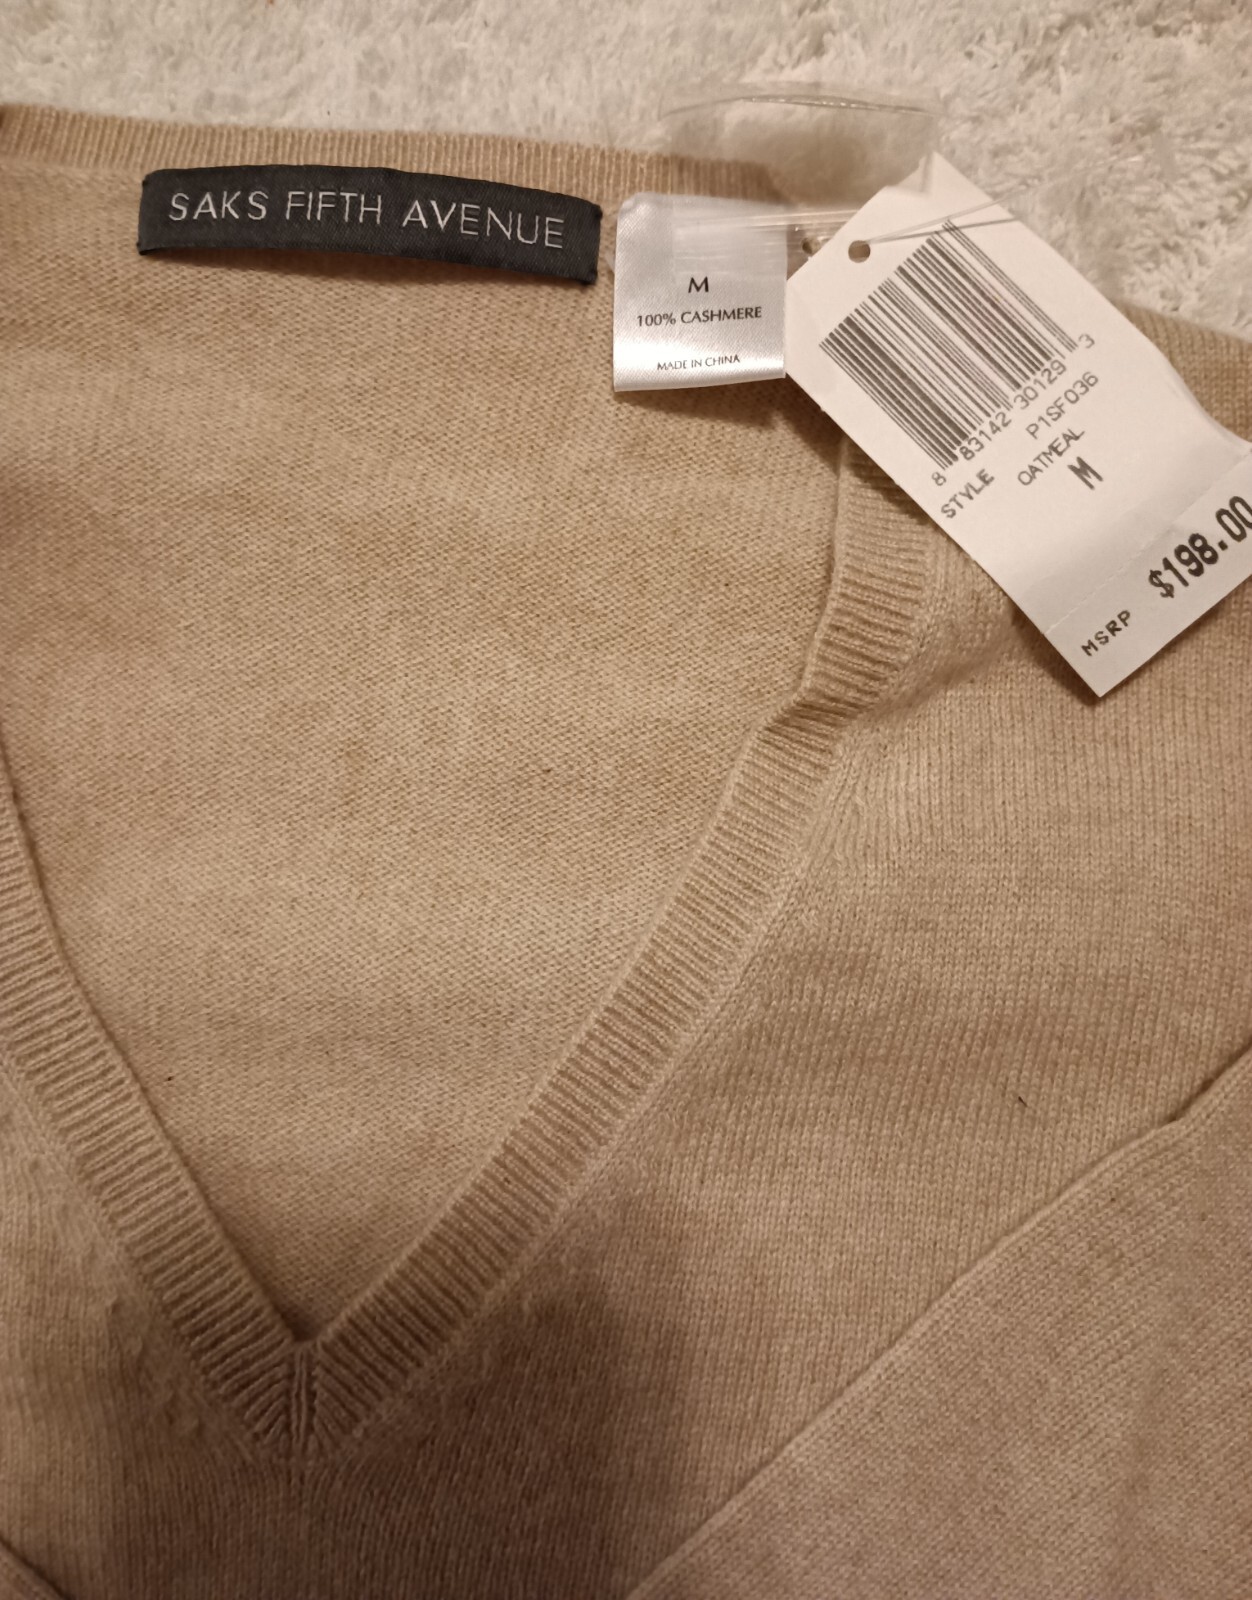 SAKS FIFTH AVENUE
M
100% CASHMERE
MADE IN CHINA
8 83142 30129 3
STYLE P1SF036
OATMEAL
M
MSRP $198.00